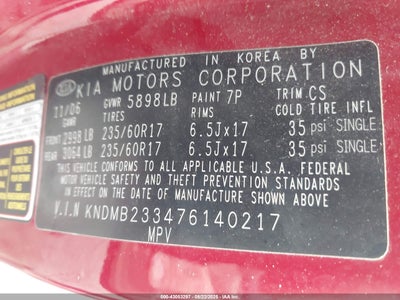 MANUFACTURED IN KOREA BY
KIA KIA MOTORS CORPORATION
11/06 GVWR 5898LB PAINT 7P TRIM CS
GAWR TIRES RIMS COLD TIRE INFL
FRONT 2998 LB 235/60R17 6.5Jx17 35 psi SINGLE
REAR 3064 LB 235/60R17 6.5Jx17 35 psi SINGLE
THIS VEHICLE CONFORMS TO ALL APPLICABLE U.S.A. FEDERAL
MOTOR VEHICLE SAFETY, BUMPER, AND THEFT PREVENTION STANDARDS
IN EFFECT ON THE DATE OF MANUFACTURE
SHOWN ABOVE
V.I.N KNDMB233476140217
MPV